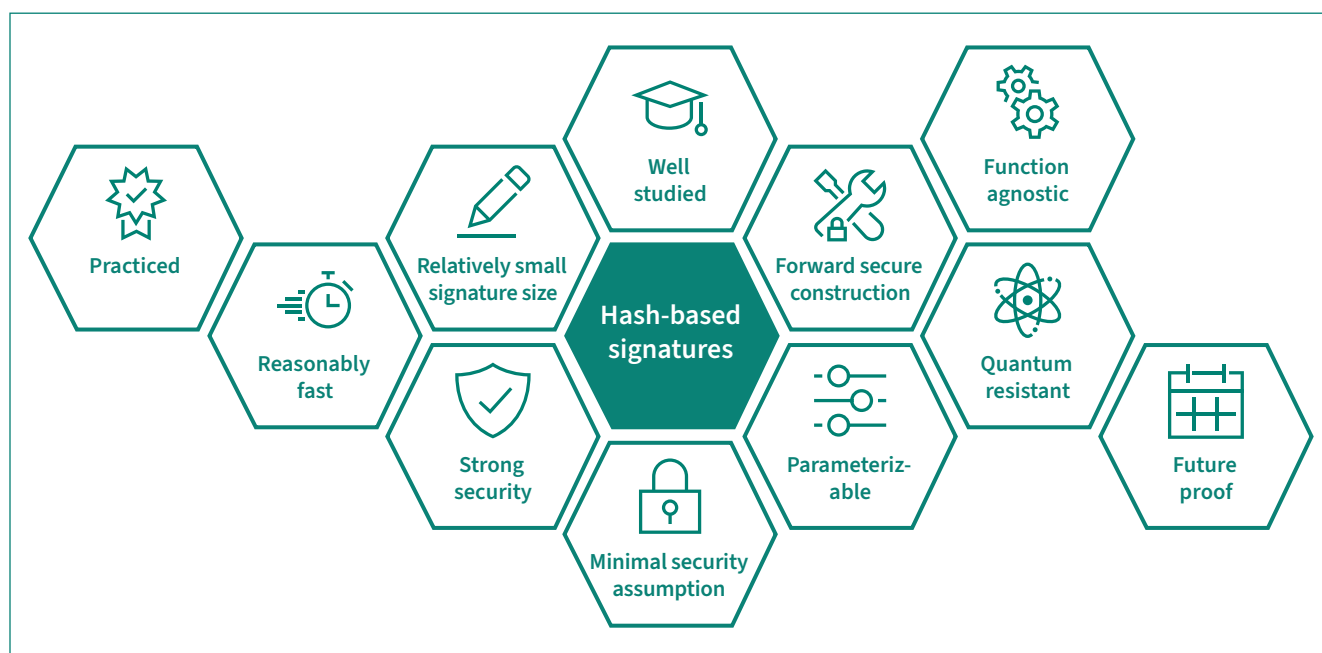 Well
studied
Function
agnostic
Practiced
Relatively small
signature size
Forward secure
construction
Hash-based
signatures
Reasonably
fast
Quantum
resistant
Strong
security
Parameteriz-
able
Future
proof
Minimal security
assumption